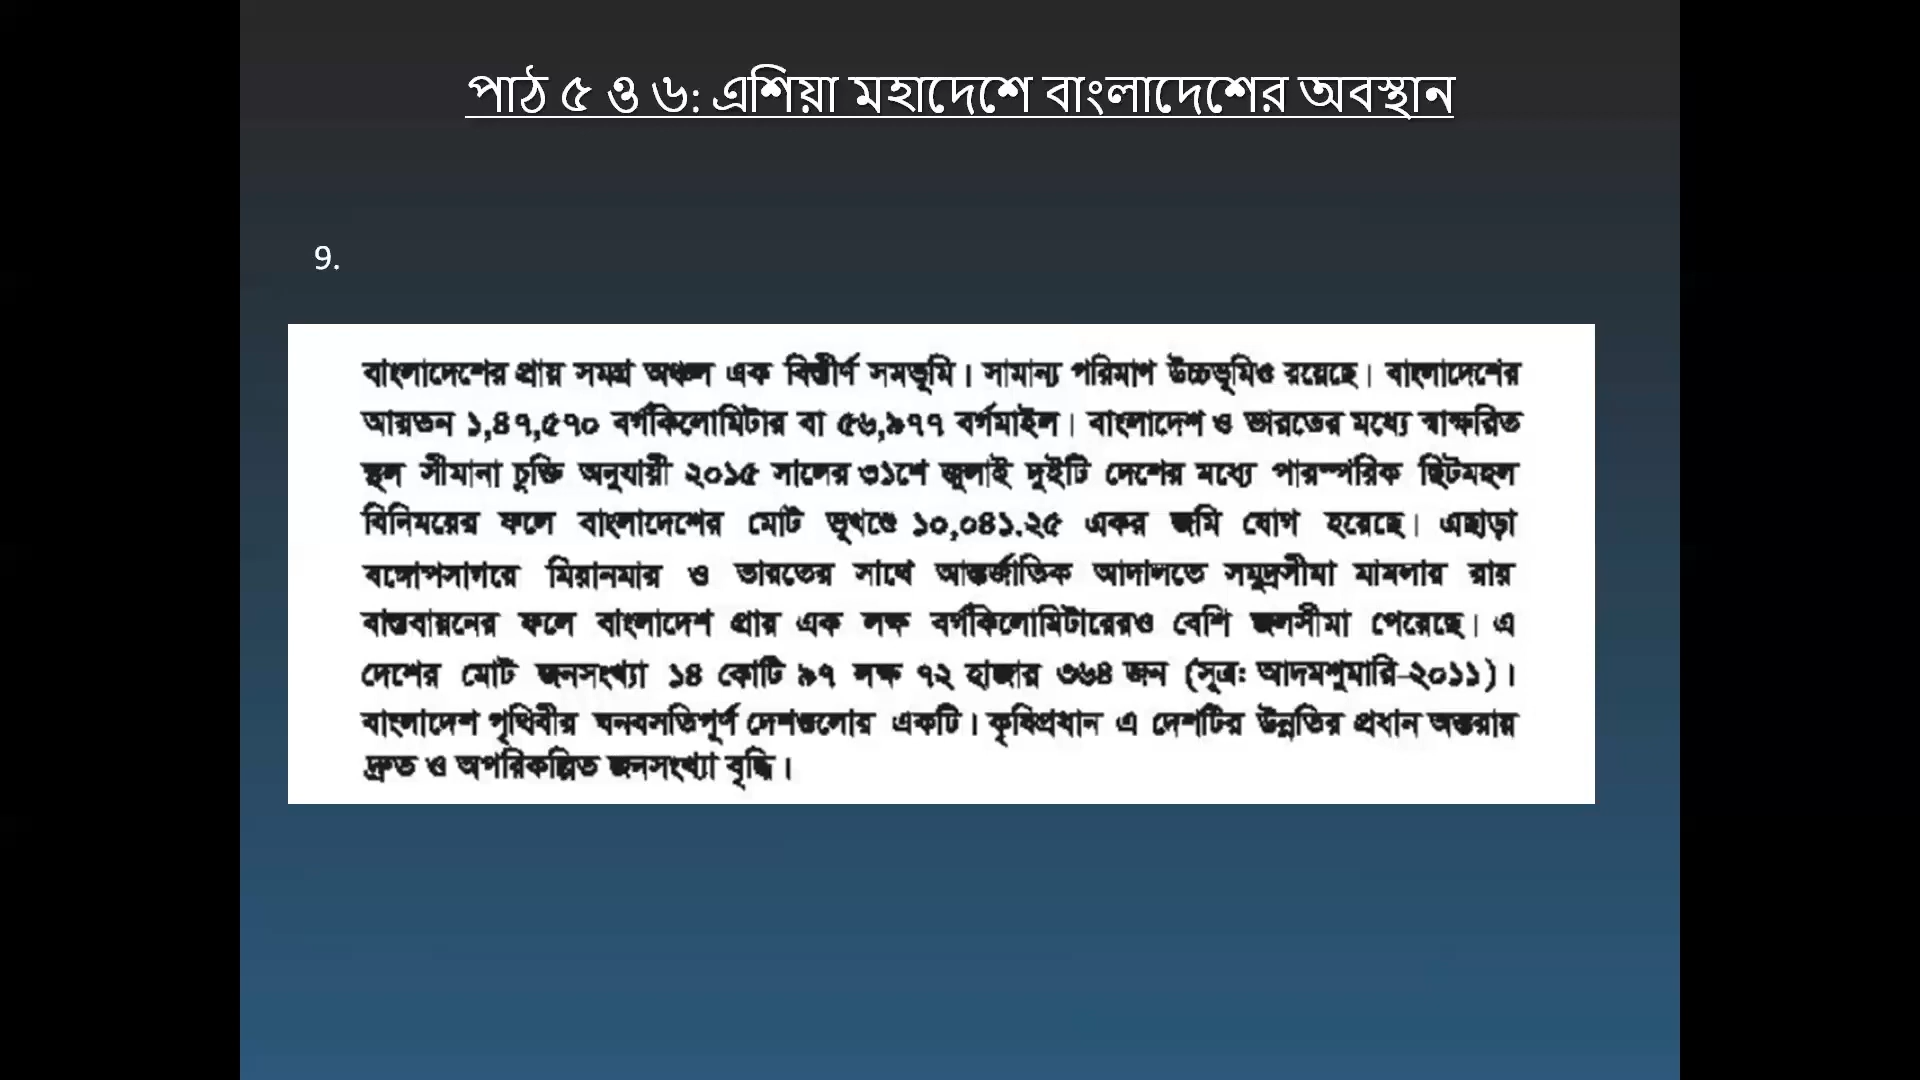 পাঠ ৫ ও ৬: এশিয়া মহাদেশে বাংলাদেশের অবস্থান
9.
বাংলাদেশের প্রায় সমগ্র অঞ্চল এক বিস্তীর্ণ সমভূমি। সামান্য পরিমাণ উচ্চভূমিও রয়েছে। বাংলাদেশের
আয়তন ১,৪৭,৫৭০ বর্গকিলোমিটার বা ৫৬,৯৭৭ বর্গমাইল। বাংলাদেশ ও ভারতের মধ্যে স্বাক্ষরিত
স্থল সীমানা চুক্তি অনুযায়ী ২০১৫ সালের ৩১শে জুলাই দুইটি দেশের মধ্যে পারস্পরিক ছিটমহল
বিনিময়ের ফলে বাংলাদেশের মোট ভূখণ্ডে ১০,০৪১.২৫ একর জমি যোগ হয়েছে। এছাড়া
বঙ্গোপসাগরে মিয়ানমার ও ভারতের সাথে আন্তর্জাতিক আদালতে সমুদ্রসীমা মামলার রায়
বাস্তবায়নের ফলে বাংলাদেশ প্রায় এক লক্ষ বর্গকিলোমিটারেরও বেশি জলসীমা পেয়েছে। এ
দেশের মোট জনসংখ্যা ১৪ কোটি ৯৭ লক্ষ ৭২ হাজার ৩৬৪ জন (সূত্র: আদমশুমারি-২০১১)।
বাংলাদেশ পৃথিবীর ঘনবসতিপূর্ণ দেশগুলোর একটি। কৃষিপ্রধান এ দেশটির উন্নতির প্রধান অন্তরায়
দ্রুত ও অপরিকল্পিত জনসংখ্যা বৃদ্ধি।